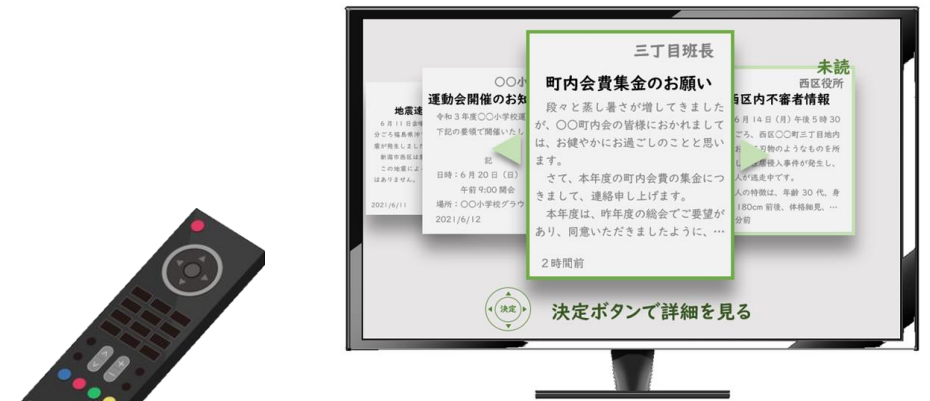 地震速
6月11日金曜
分ごろ福島県沖
震が発生しました
新潟市西区は震
この地震によ
はありません。
2021/6/11
〇〇小
運動会開催のお知
令和3年度〇〇小学校運
下記の要領で開催いたし
記
日時：6月20日（日）
午前9:00開会
場所：〇〇小学校グラウ
2021/6/12
三丁目班長
町内会費集金のお願い
段々と蒸し暑さが増してきました
が、〇〇町内会の皆様におかれまして
は、お健やかにお過ごしのことと思い
ます。
さて、本年度の町内会費の集金につ
きまして、連絡申し上げます。
本年度は、昨年度の総会でご要望が
あり、同意いただきましたように、…
2時間前
未読
西区役所
西区内不審者情報
6月14日（月）午後5時30
ごろ、西区〇〇町三丁目地内
刃物のようなものを所
居侵入事件が発生し、
人が逃走中です。
人の特徴は、年齢30代、身
180cm前後、体格細見、…
分前
決定
決定ボタンで詳細を見る